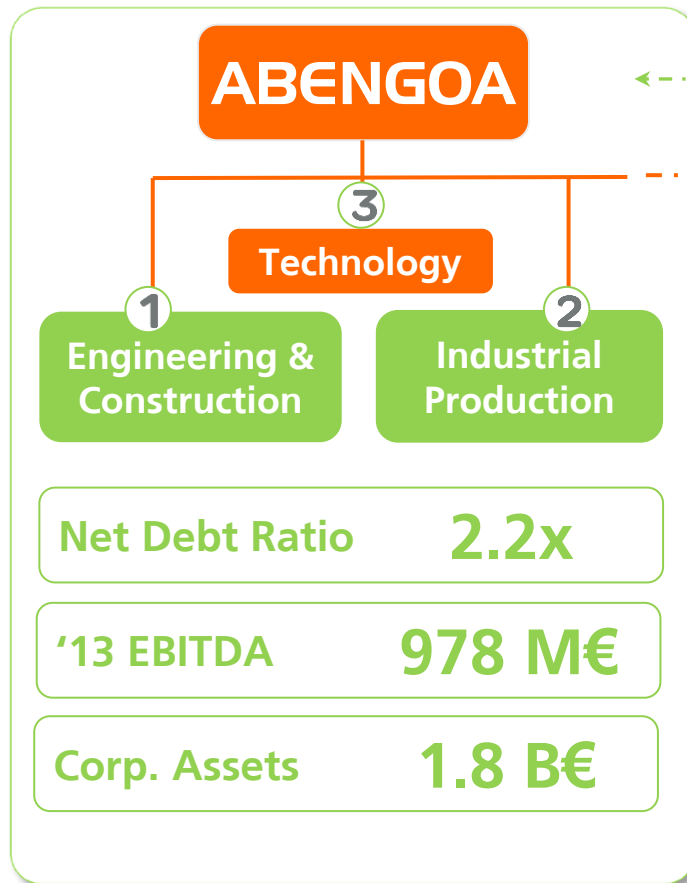 ABENGOA
3
Technology
1
2
Engineering &
Construction
Industrial
Production
Net Debt Ratio 2.2x
‘13 EBITDA 978 M€
Corp. Assets 1.8 B€